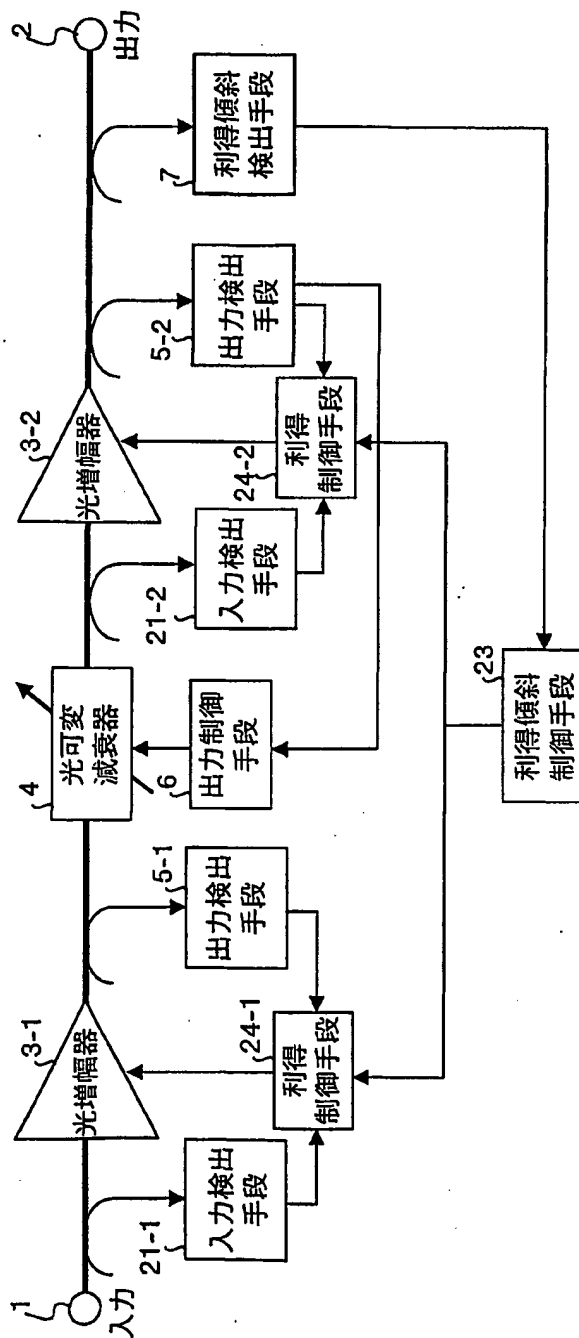 1
入力
21-1
入力検出
手段
3-1
光増幅器
24-1
利得
制御手段
5-1
出力検出
手段
4
光可変
減衰器
6
出力制御
手段
21-2
入力検出
手段
3-2
光増幅器
24-2
利得
制御手段
5-2
出力検出
手段
7
利得傾斜
検出手段
2
出力
23
利得傾斜
制御手段